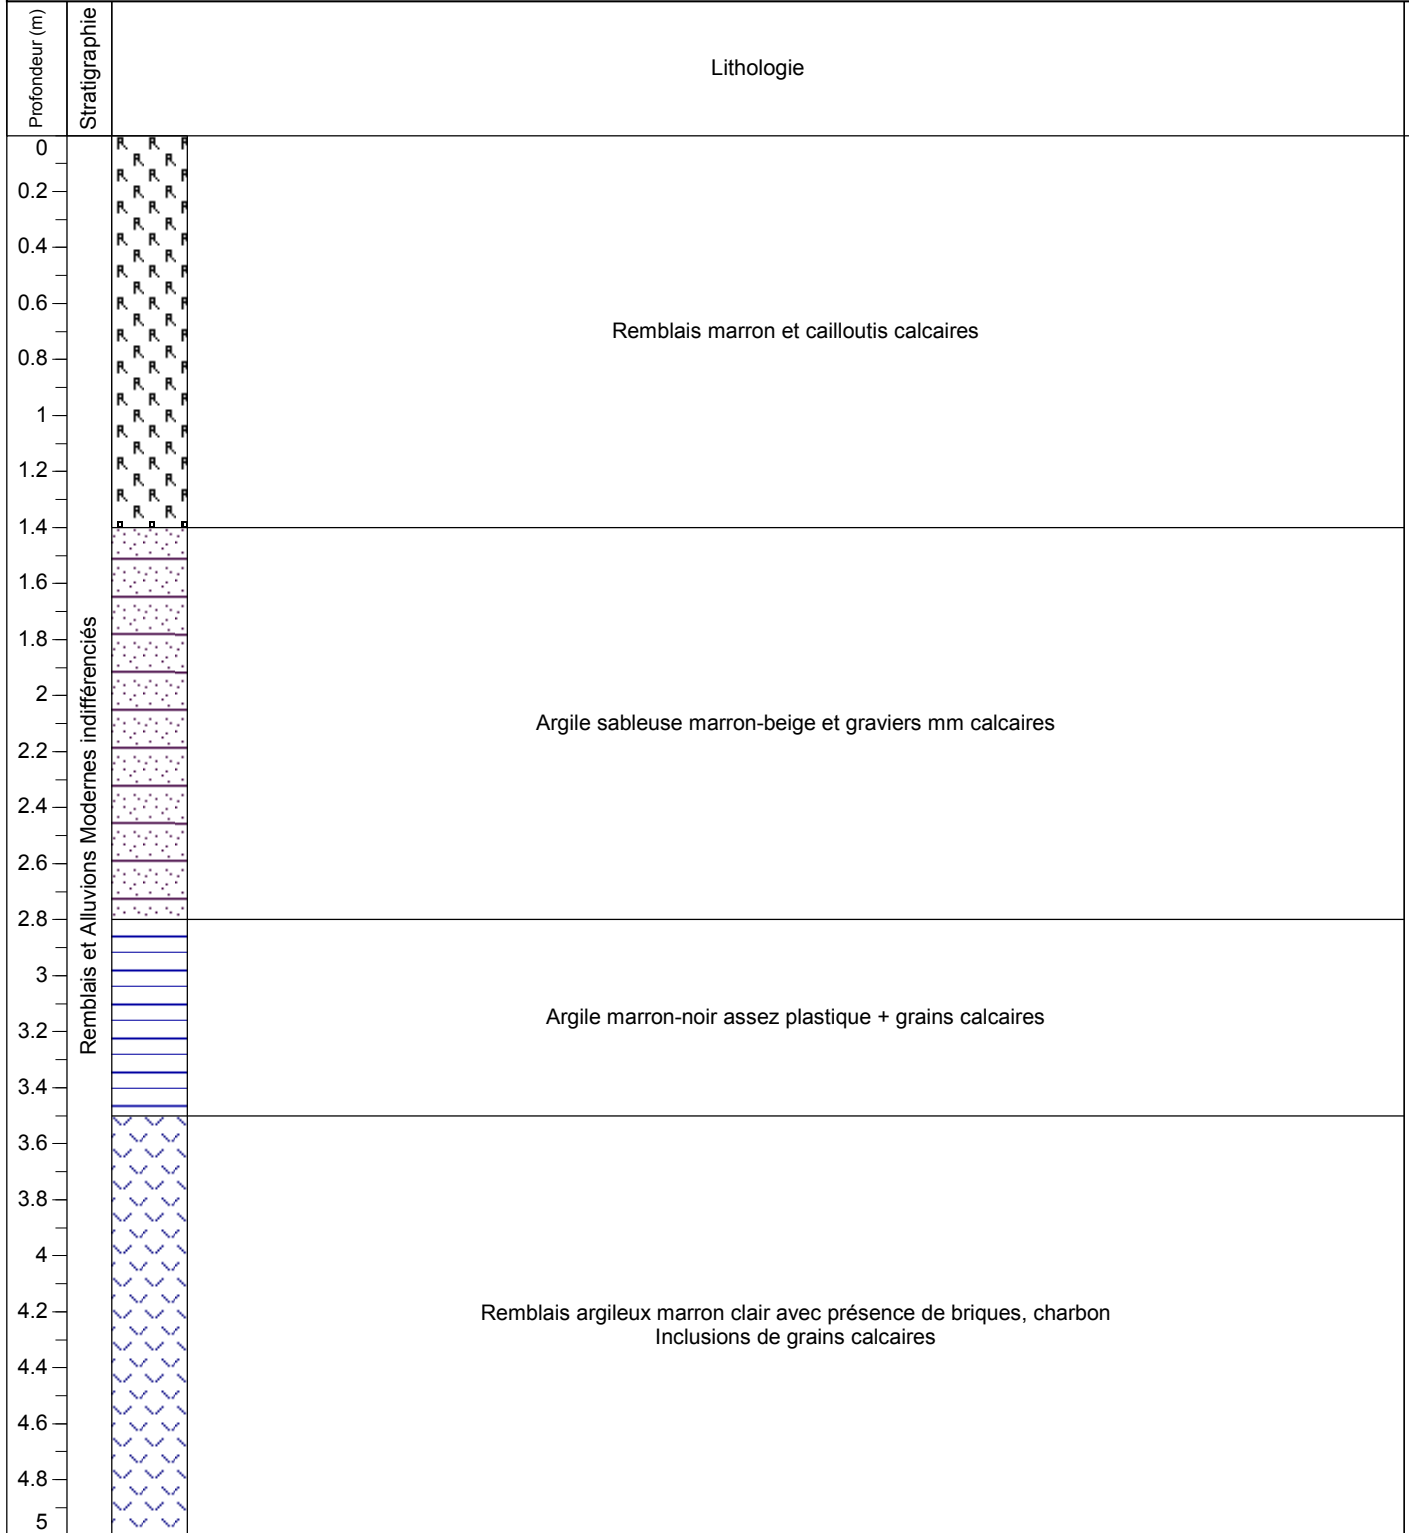 Profondeur (m)
Stratigraphie
Lithologie
0
0.2
0.4
0.6
0.8
1
1.2
1.4
1.6
1.8
2
2.2
2.4
2.6
2.8
3
3.2
3.4
3.6
3.8
4
4.2
4.4
4.6
4.8
5
Remblais et Alluvions Modernes indifférenciés
Remblais marron et cailloutis calcaires
Argile sableuse marron-beige et graviers mm calcaires
Argile marron-noir assez plastique + grains calcaires
Remblais argileux marron clair avec présence de briques, charbon
Inclusions de grains calcaires